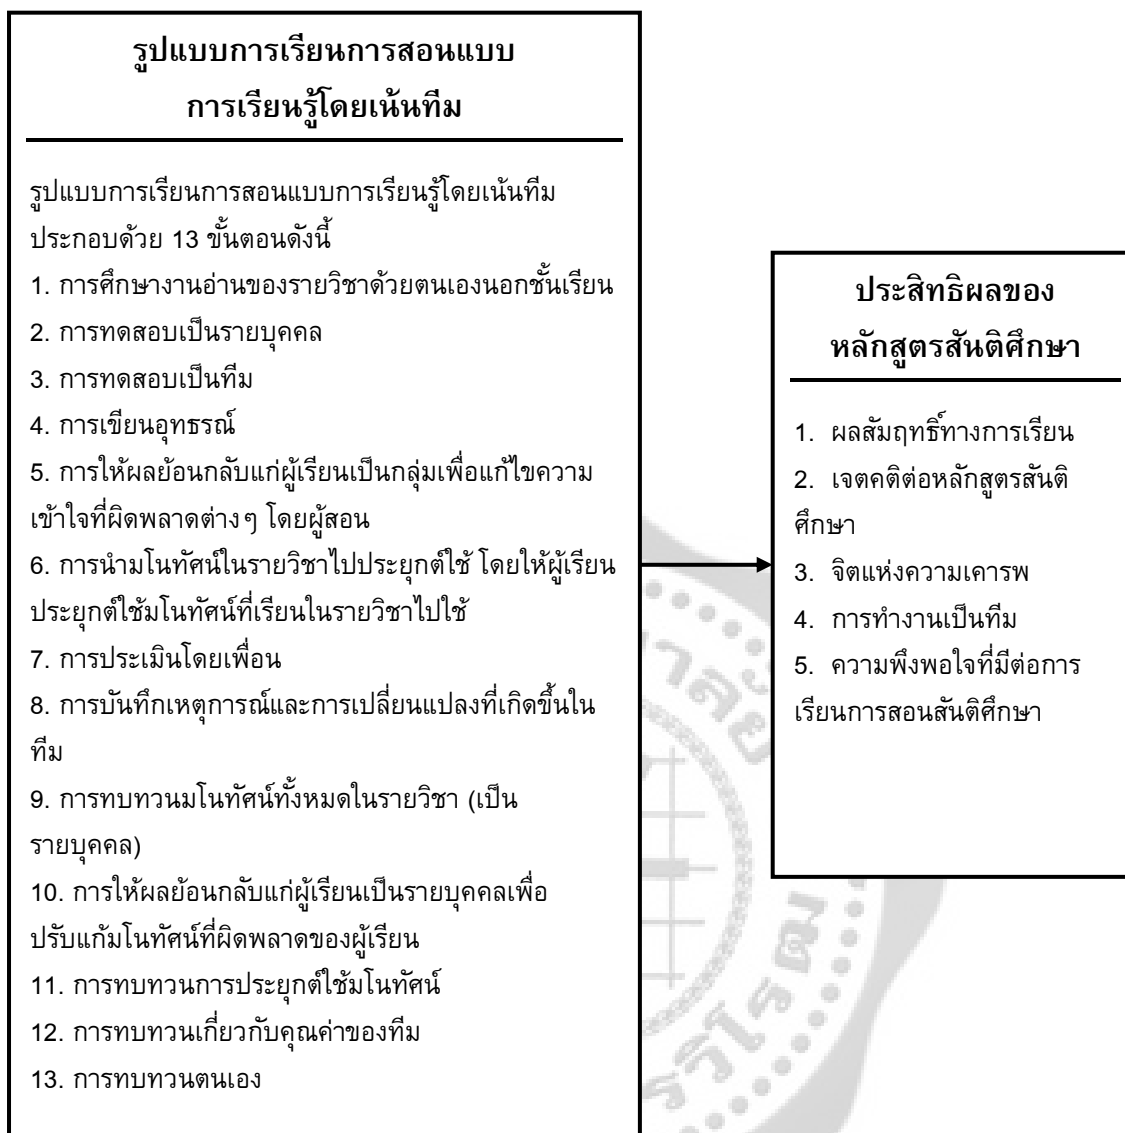 รูปแบบการเรียนการสอนแบบ
การเรียนรู้โดยเน้นทีม
รูปแบบการเรียนการสอนแบบการเรียนรู้โดยเน้นทีม
ประกอบด้วย 13 ขั้นตอนดังนี้
1. การศึกษางานอ่านของรายวิชาด้วยตนเองนอกชั้นเรียน
2. การทดสอบเป็นรายบุคคล
3. การทดสอบเป็นทีม
4. การเขียนอุทธรณ์
5. การให้ผลย้อนกลับแก่ผู้เรียนเป็นกลุ่มเพื่อแก้ไขความ
เข้าใจที่ผิดพลาดต่างๆ โดยผู้สอน
6. การนำมโนทัศน์ในรายวิชาไปประยุกต์ใช้ โดยให้ผู้เรียน
ประยุกต์ใช้มโนทัศน์ที่เรียนในรายวิชาไปใช้
7. การประเมินโดยเพื่อน
8. การบันทึกเหตุการณ์และการเปลี่ยนแปลงที่เกิดขึ้นใน
ทีม
9. การทบทวนมโนทัศน์ทั้งหมดในรายวิชา (เป็น
รายบุคคล)
10. การให้ผลย้อนกลับแก่ผู้เรียนเป็นรายบุคคลเพื่อ
ปรับแก้มโนทัศน์ที่ผิดพลาดของผู้เรียน
11. การทบทวนการประยุกต์ใช้มโนทัศน์
12. การทบทวนเกี่ยวกับคุณค่าของทีม
13. การทบทวนตนเอง
ประสิทธิผลของ
หลักสูตรสันติศึกษา
1. ผลสัมฤทธิ์ทางการเรียน
2. เจตคติต่อหลักสูตรสันติ
ศึกษา
3. จิตแห่งความเคารพ
4. การทำงานเป็นทีม
5. ความพึงพอใจที่มีต่อการ
เรียนการสอนสันติศึกษา